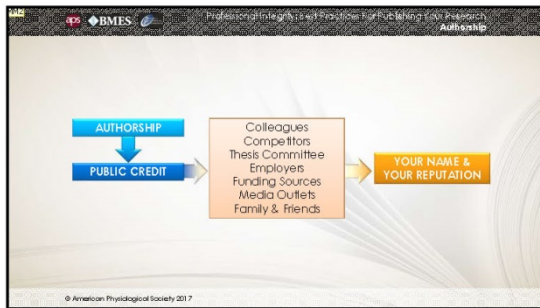 aps BMES
Professional Integrity: Best Practices For Publishing Your Research
Authorship
AUTHORSHIP
PUBLIC CREDIT
Colleagues
Competitors
Thesis Committee
Employers
Funding Sources
Media Outlets
Family & Friends
YOUR NAME &
YOUR REPUTATION
© American Physiological Society 2017